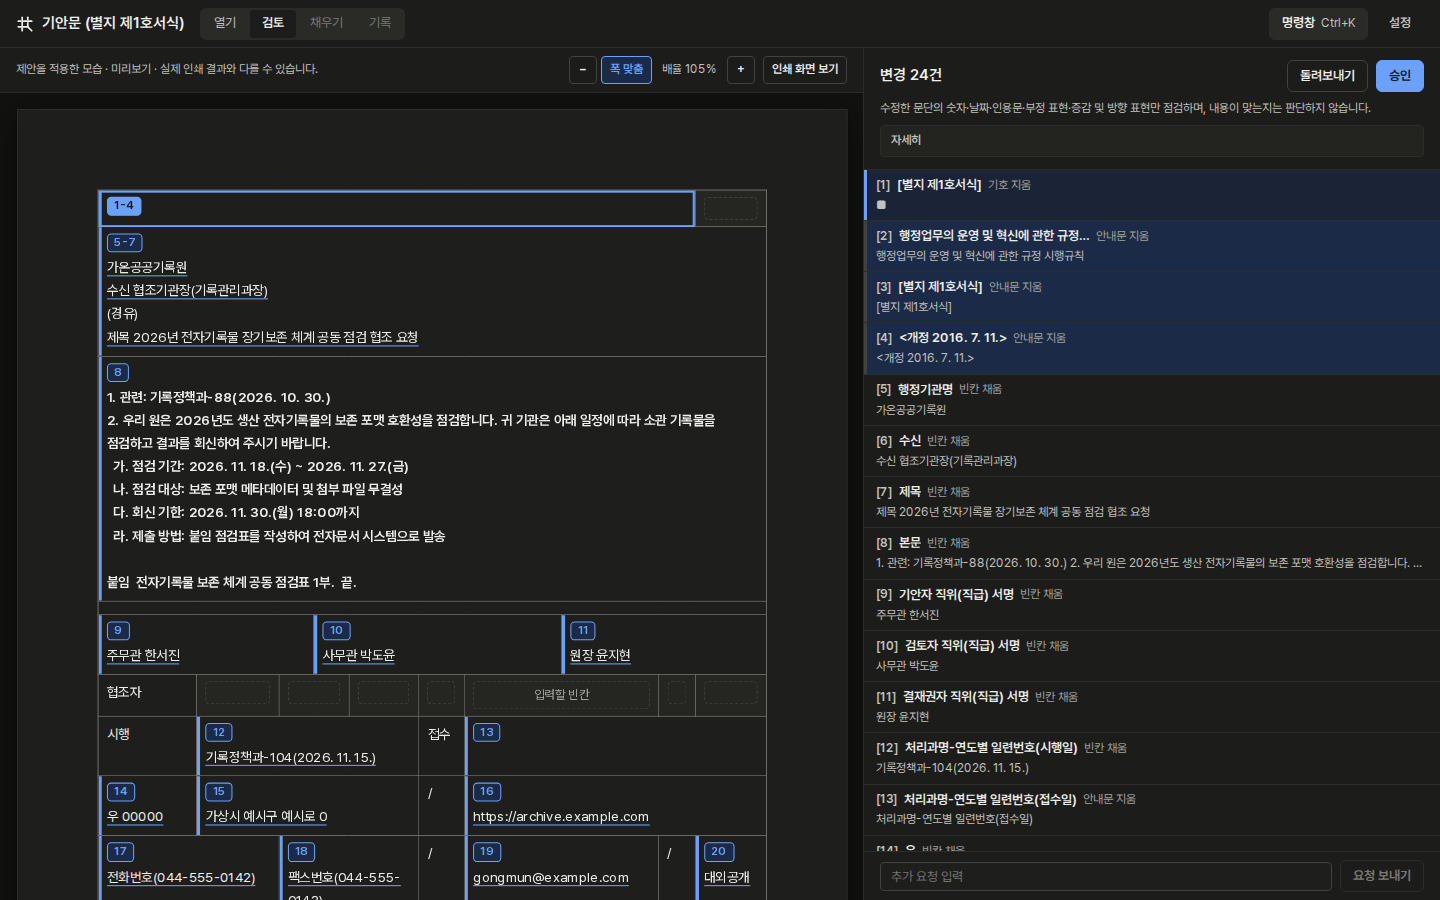 기안문 (별지 제1호서식)
열기
검토
채우기
기록
명령창 Ctrl+K
설정
제안을 적용한 모습 · 미리보기 · 실제 인쇄 결과와 다를 수 있습니다.
−
폭 맞춤
배율 105%
+
인쇄 화면 보기
1-4
5-7
가온공공기록원
수신 협조기관장(기록관리과장)
(경유)
제목 2026년 전자기록물 장기보존 체계 공동 점검 협조 요청
8
1. 관련: 기록정책과-88(2026. 10. 30.)
2. 우리 원은 2026년도 생산 전자기록물의 보존 포맷 호환성을 점검합니다. 귀 기관은 아래 일정에 따라 소관 기록물을
점검하고 결과를 회신하여 주시기 바랍니다.
가. 점검 기간: 2026. 11. 18.(수) ~ 2026. 11. 27.(금)
나. 점검 대상: 보존 포맷 메타데이터 및 첨부 파일 무결성
다. 회신 기한: 2026. 11. 30.(월) 18:00까지
라. 제출 방법: 붙임 점검표를 작성하여 전자문서 시스템으로 발송
붙임 전자기록물 보존 체계 공동 점검표 1부. 끝.
9
주무관 한서진
10
사무관 박도윤
11
원장 윤지현
협조자
입력할 빈칸
시행
12
기록정책과-104(2026. 11. 15.)
접수
13
14
우 00000
15
가상시 예시구 예시로 0
/
16
https://archive.example.com
17
전화번호(044-555-0142)
18
팩스번호(044-555-
0143)
/
19
gongmun@example.com
/
20
대외공개
변경 24건
돌려보내기
승인
수정한 문단의 숫자·날짜·인용문·부정 표현·증감 및 방향 표현만 점검하며, 내용이 맞는지는 판단하지 않습니다.
자세히
[1] [별지 제1호서식] 기호 지움
■
[2] 행정업무의 운영 및 혁신에 관한 규정... 안내문 지움
행정업무의 운영 및 혁신에 관한 규정 시행규칙
[3] [별지 제1호서식] 안내문 지움
[별지 제1호서식]
[4] <개정 2016. 7. 11.> 안내문 지움
<개정 2016. 7. 11.>
[5] 행정기관명 빈칸 채움
가온공공기록원
[6] 수신 빈칸 채움
수신 협조기관장(기록관리과장)
[7] 제목 빈칸 채움
제목 2026년 전자기록물 장기보존 체계 공동 점검 협조 요청
[8] 본문 빈칸 채움
1. 관련: 기록정책과-88(2026. 10. 30.) 2. 우리 원은 2026년도 생산 전자기록물의 보존 포맷 호환성을 점검합니다. ...
[9] 기안자 직위(직급) 서명 빈칸 채움
주무관 한서진
[10] 검토자 직위(직급) 서명 빈칸 채움
사무관 박도윤
[11] 결재권자 직위(직급) 서명 빈칸 채움
원장 윤지현
[12] 처리과명-연도별 일련번호(시행일) 빈칸 채움
기록정책과-104(2026. 11. 15.)
[13] 처리과명-연도별 일련번호(접수일) 안내문 지움
처리과명-연도별 일련번호(접수일)
[14] 우 빈칸 채움
추가 요청 입력
요청 보내기